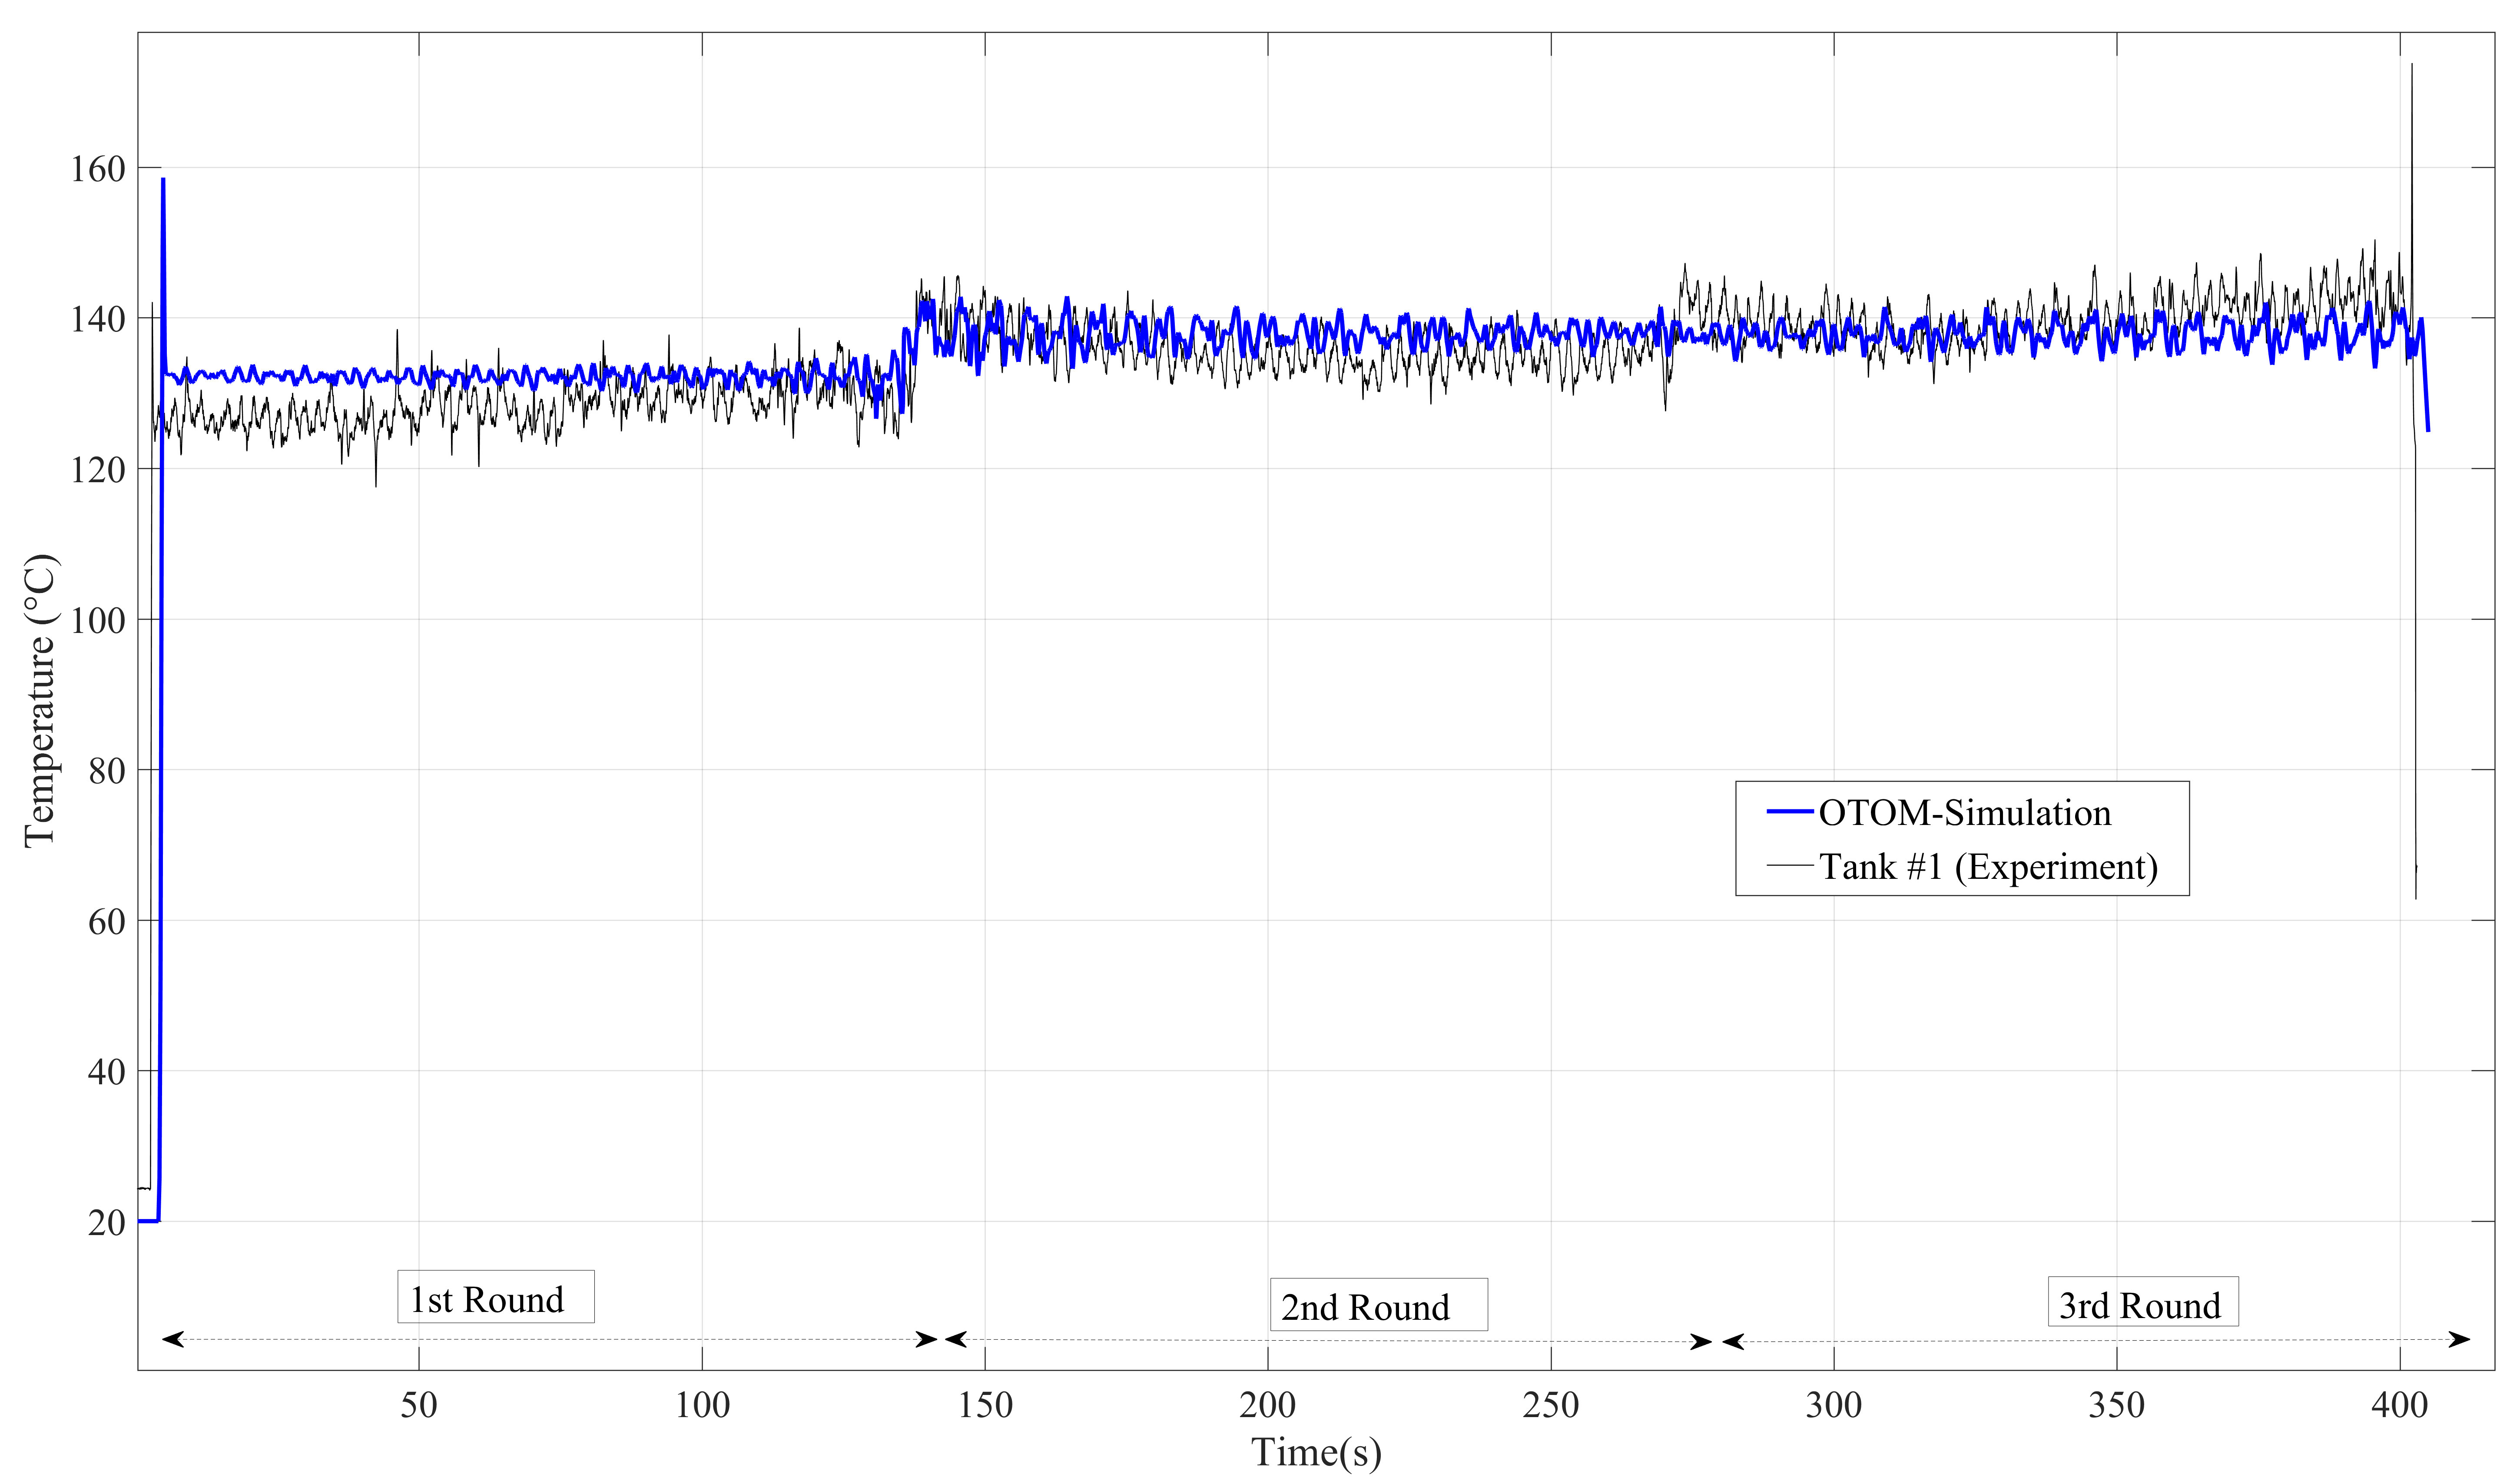 160
140
120
100
80
60
40
20
Temperature (°C)
OTOM-Simulation
Tank #1 (Experiment)
1st Round
2nd Round
3rd Round
50 100 150 200 250 300 350 400
Time(s)